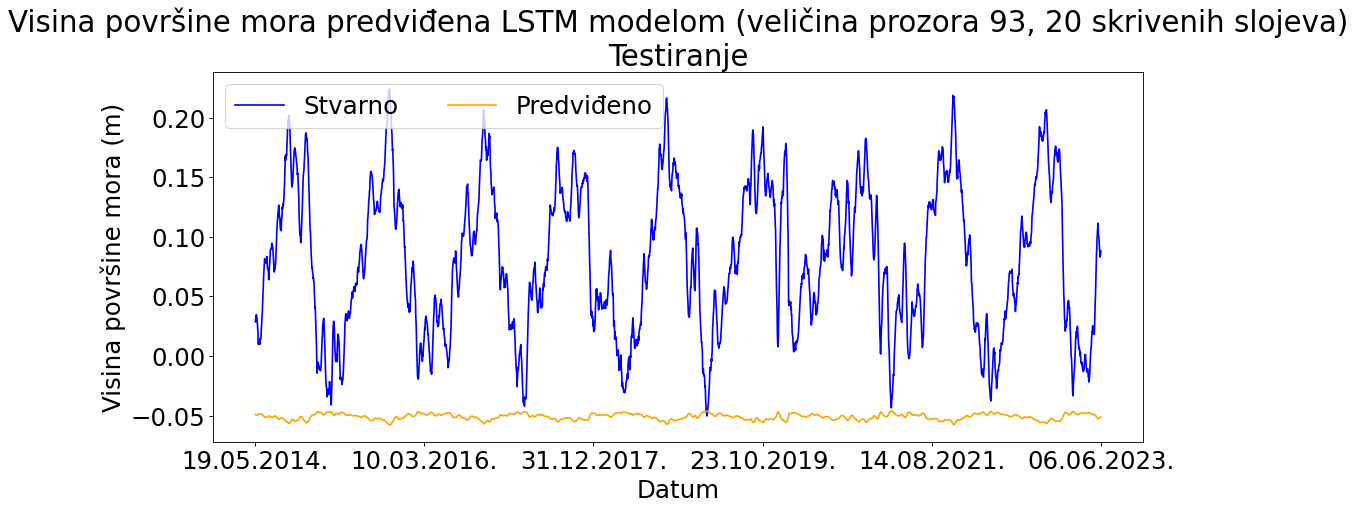 Visina površine mora predviđena LSTM modelom (veličina prozora 93, 20 skrivenih slojeva)
Testiranje
Stvarno
Predviđeno
Visina površine mora (m)
0.20
0.15
0.10
0.05
0.00
−0.05
19.05.2014. 10.03.2016. 31.12.2017. 23.10.2019. 14.08.2021. 06.06.2023.
Datum